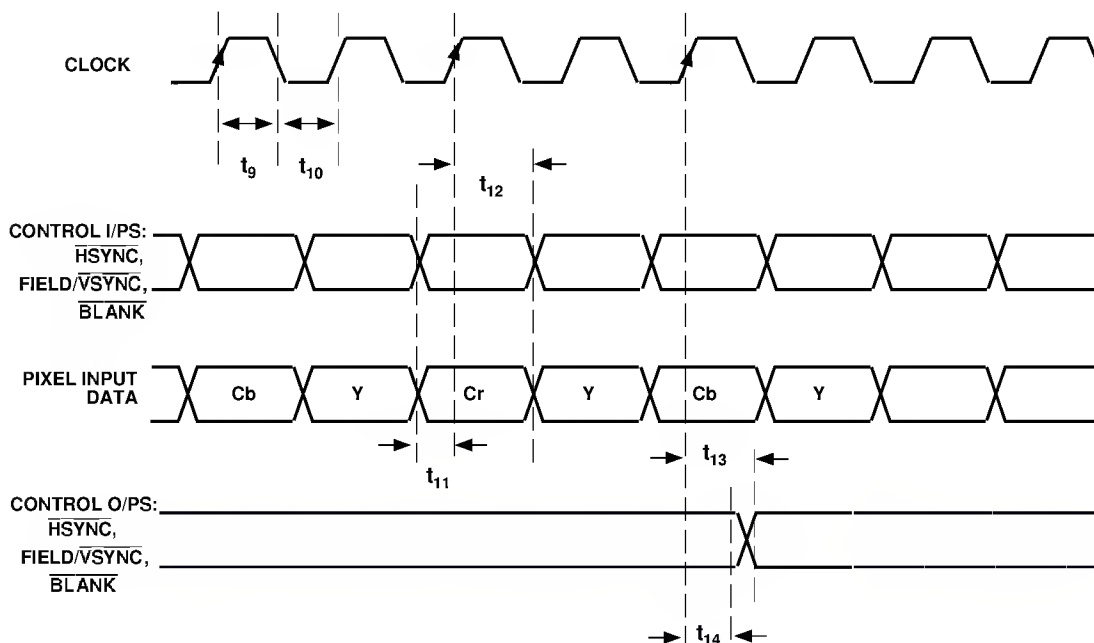 CLOCK
t9
t10
t12
CONTROL I/PS:
HSYNC,
FIELD/VSYNC,
BLANK
PIXEL INPUT
DATA
Cb
Y
Cr
Y
Cb
Y
t11
t13
CONTROL O/PS:
HSYNC,
FIELD/VSYNC,
BLANK
t14